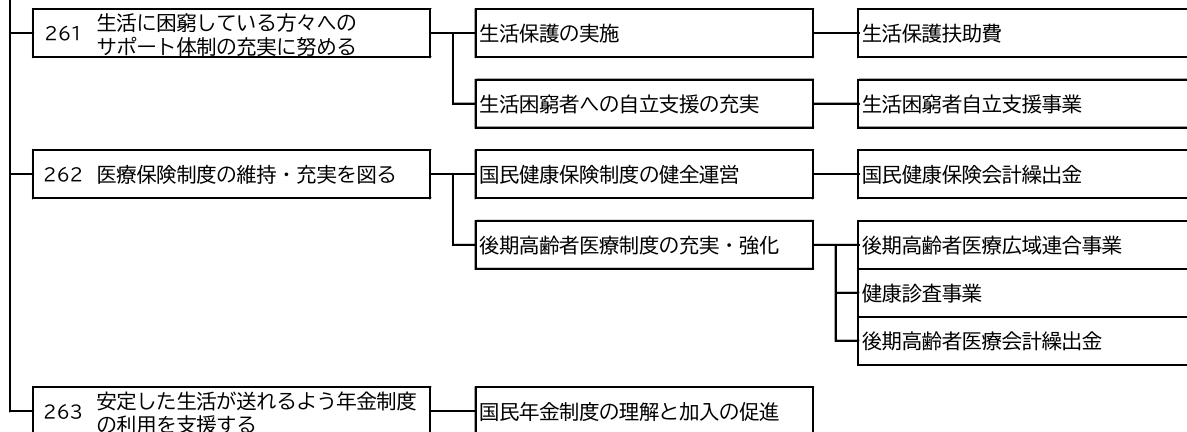 261 生活に困窮している方々への
サポート体制の充実に努める
生活保護の実施
生活保護扶助費
生活困窮者への自立支援の充実
生活困窮者自立支援事業
262 医療保険制度の維持・充実を図る
国民健康保険制度の健全運営
国民健康保険会計繰出金
後期高齢者医療制度の充実・強化
後期高齢者医療広域連合事業
健康診査事業
後期高齢者医療会計繰出金
263 安定した生活が送れるよう年金制度
の利用を支援する
国民年金制度の理解と加入の促進